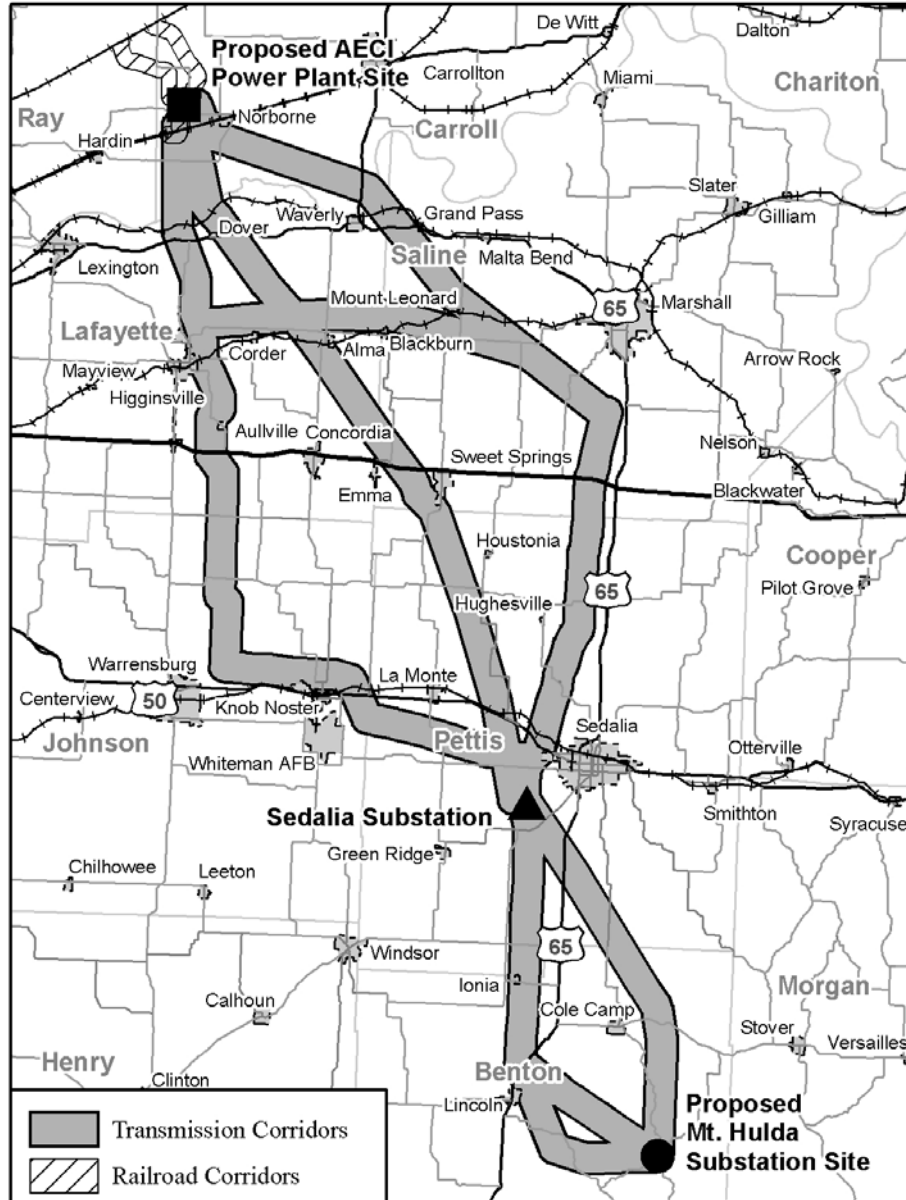 De Witt
Dalton
Proposed AECI
Power Plant Site
Carrollton
Miami
Chariton
Ray
Norborne
Carroll
Hardin
Slater
Waverly
Grand Pass
Gilliam
Dover
Saline
Malta Bend
Lexington
Mount Leonard
65
Marshall
Lafayette
Corder
Alma
Blackburn
Mayview
Arrow Rock
Higginsville
Aullville
Concordia
Nelson
Sweet Springs
Emma
Blackwater
Houstonia
Cooper
65
Pilot Grove
Hughesville
Warrensburg
La Monte
Centerview
50
Knob Noster
Sedalia
Johnson
Pettis
Otterville
Whiteman AFB
Sedalia Substation
Smithton
Syracuse
Green Ridge
Chilhowee
Leeton
65
Windsor
Ionia
Morgan
Calhoun
Cole Camp
Stover
Versailles
Henry
Benton
Clinton
Lincoln
Proposed
Mt. Hulda
Substation Site
Transmission Corridors
Railroad Corridors